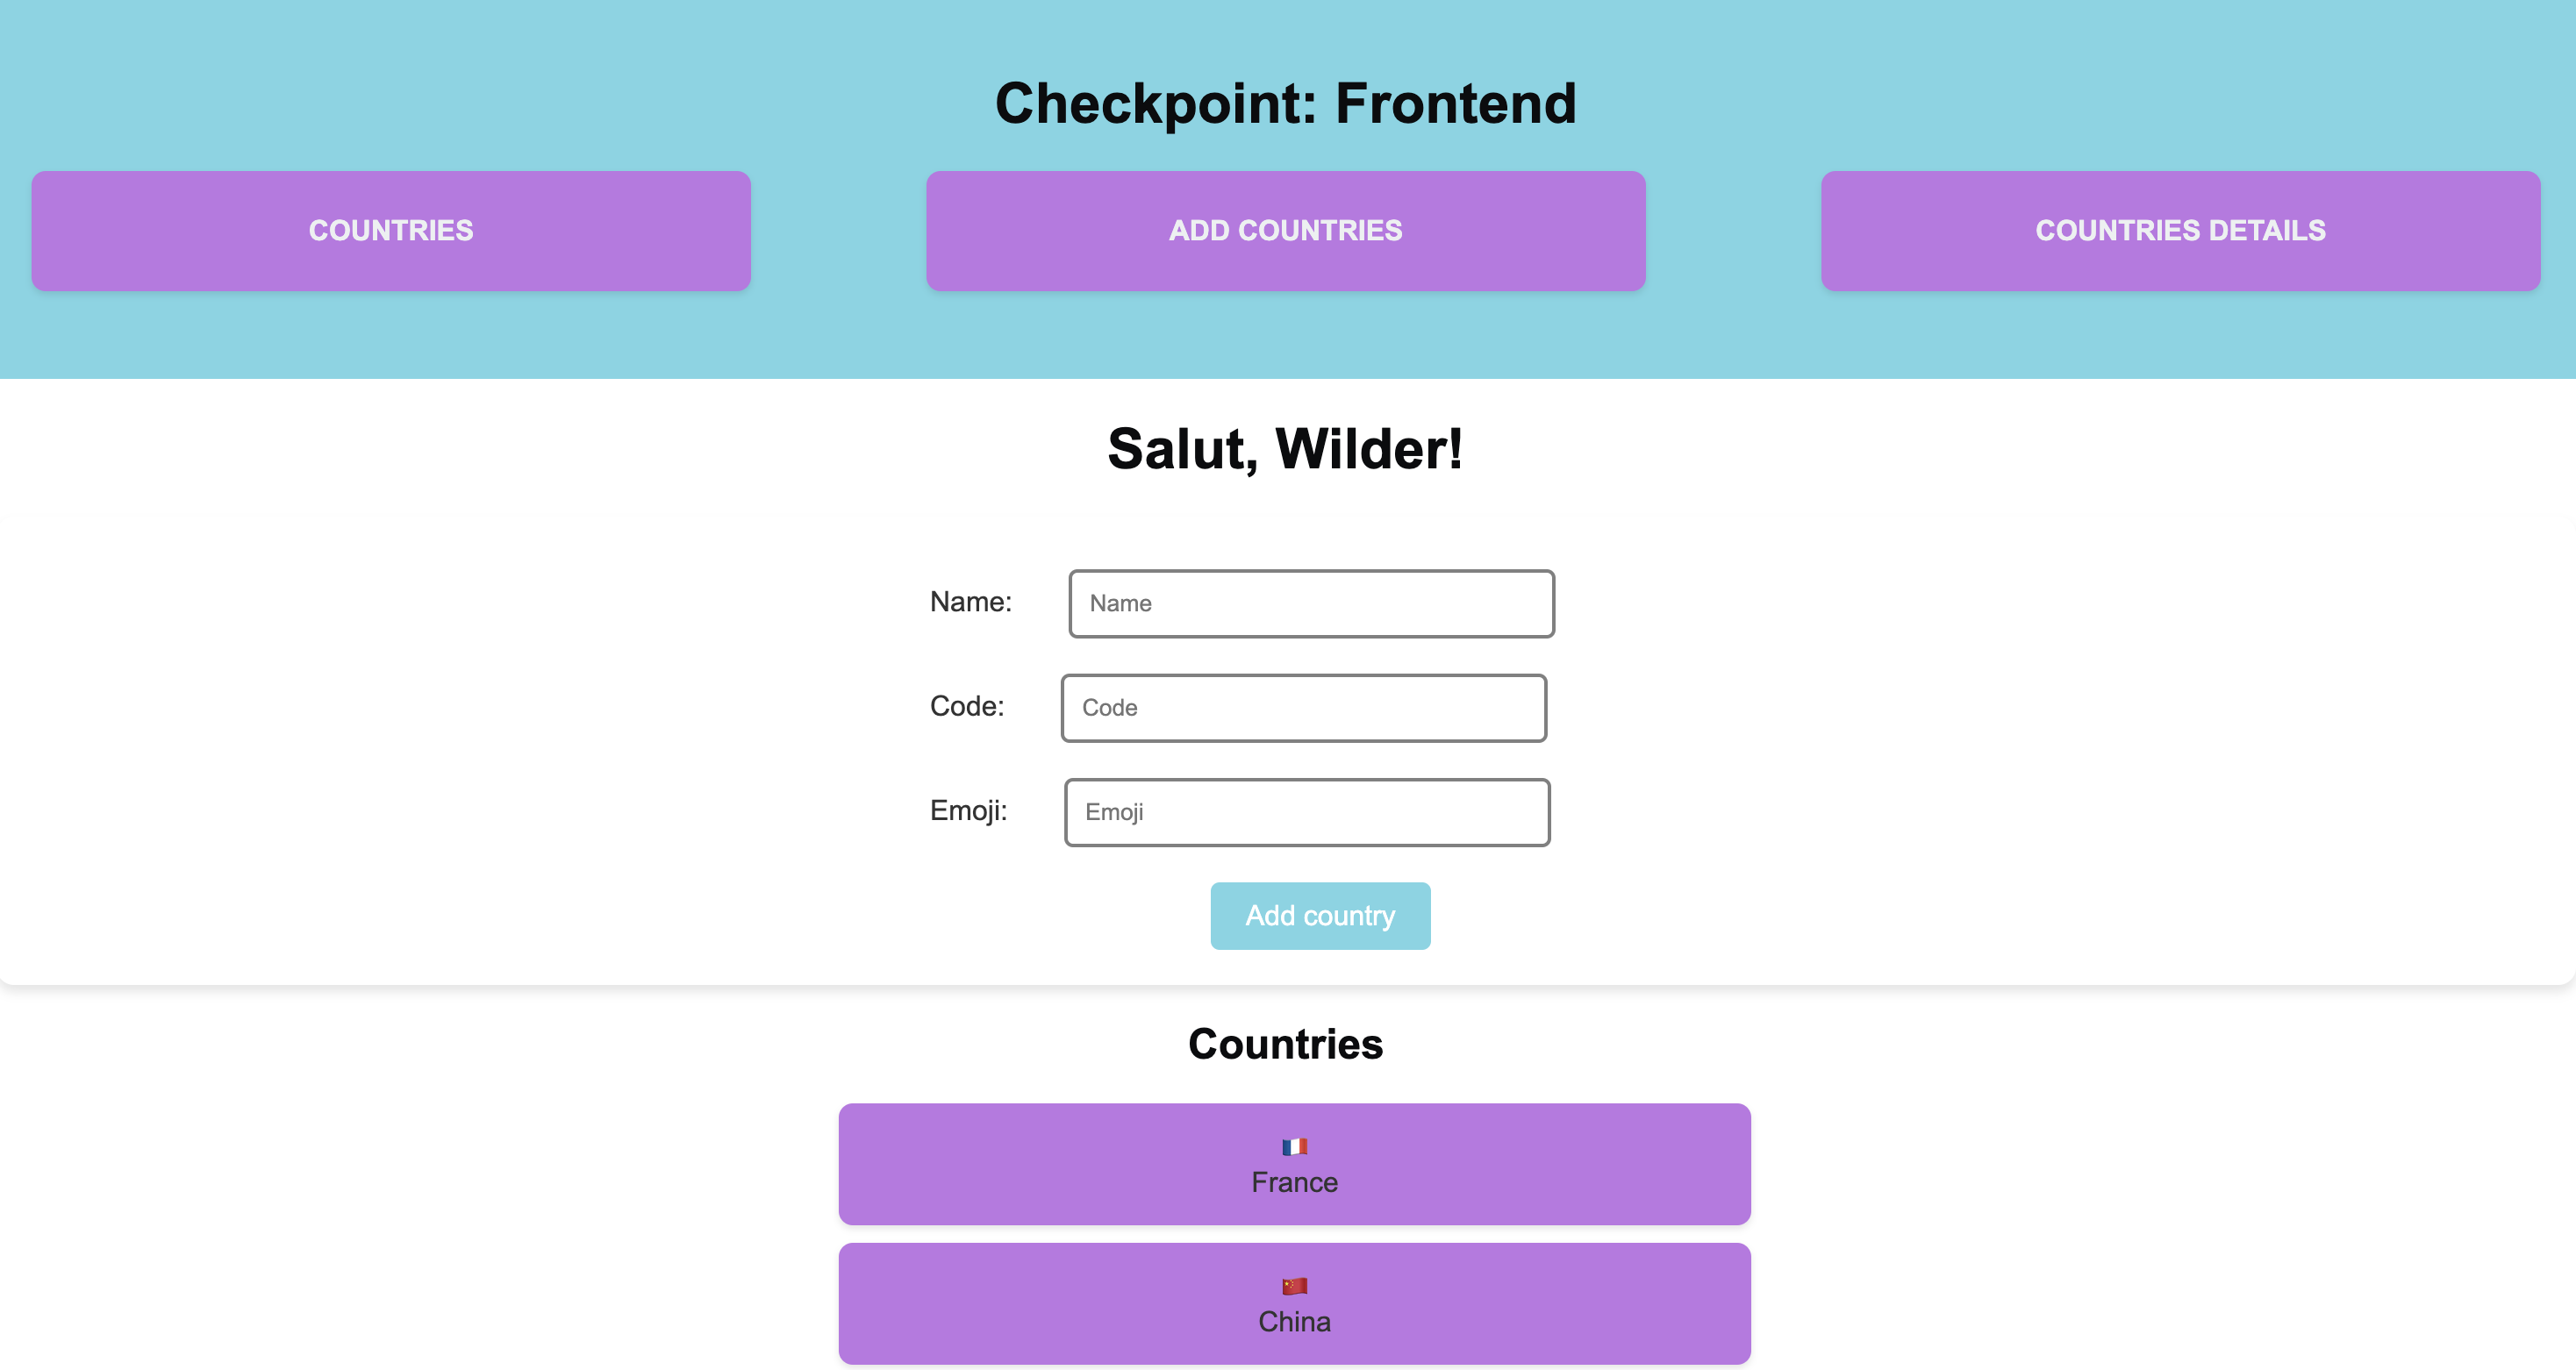 Checkpoint: Frontend
COUNTRIES
ADD COUNTRIES
COUNTRIES DETAILS
Salut, Wilder!
Name:
Name
Code:
Code
Emoji:
Emoji
Add country
Countries
France
China